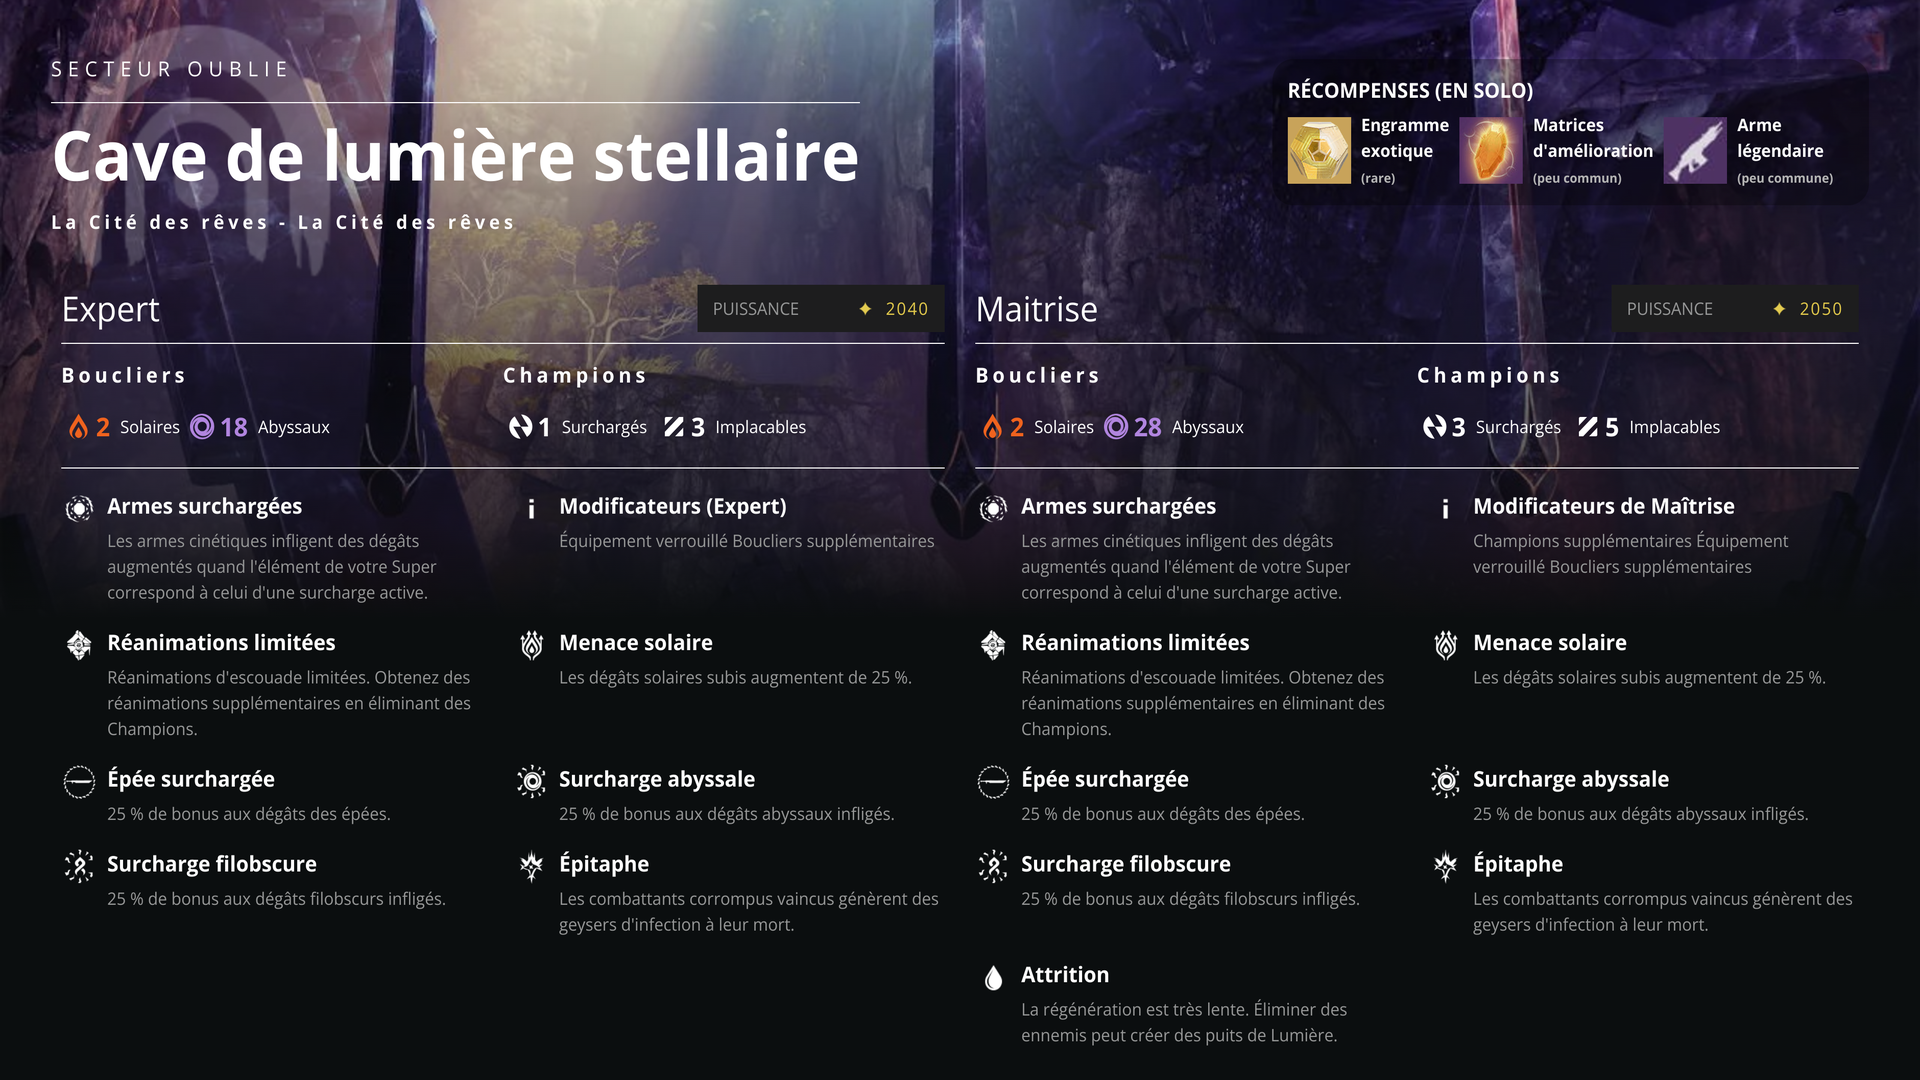 SECTEUR OUBLIE
Cave de lumière stellaire
La Cité des rêves - La Cité des rêves
RÉCOMPENSES (EN SOLO)
Engramme
exotique
(rare)
Matrices
d'amélioration
(peu commun)
Arme
légendaire
(peu commune)
Expert
PUISSANCE 2040
Boucliers
2 Solaires 18 Abyssaux
Champions
1 Surchargés 3 Implacables
Armes surchargées
Les armes cinétiques infligent des dégâts
augmentés quand l'élément de votre Super
correspond à celui d'une surcharge active.
Modificateurs (Expert)
Équipement verrouillé Boucliers supplémentaires
Réanimations limitées
Réanimations d'escouade limitées. Obtenez des
réanimations supplémentaires en éliminant des
Champions.
Menace solaire
Les dégâts solaires subis augmentent de 25 %.
Épée surchargée
25 % de bonus aux dégâts des épées.
Surcharge abyssale
25 % de bonus aux dégâts abyssaux infligés.
Surcharge filobscure
25 % de bonus aux dégâts filobscurs infligés.
Épitaphe
Les combattants corrompus vaincus génèrent des
geysers d'infection à leur mort.
Maitrise
PUISSANCE 2050
Boucliers
2 Solaires 28 Abyssaux
Champions
3 Surchargés 5 Implacables
Armes surchargées
Les armes cinétiques infligent des dégâts
augmentés quand l'élément de votre Super
correspond à celui d'une surcharge active.
Modificateurs de Maîtrise
Champions supplémentaires Équipement
verrouillé Boucliers supplémentaires
Réanimations limitées
Réanimations d'escouade limitées. Obtenez des
réanimations supplémentaires en éliminant des
Champions.
Menace solaire
Les dégâts solaires subis augmentent de 25 %.
Épée surchargée
25 % de bonus aux dégâts des épées.
Surcharge abyssale
25 % de bonus aux dégâts abyssaux infligés.
Surcharge filobscure
25 % de bonus aux dégâts filobscurs infligés.
Épitaphe
Les combattants corrompus vaincus génèrent des
geysers d'infection à leur mort.
Attrition
La régénération est très lente. Éliminer des
ennemis peut créer des puits de Lumière.